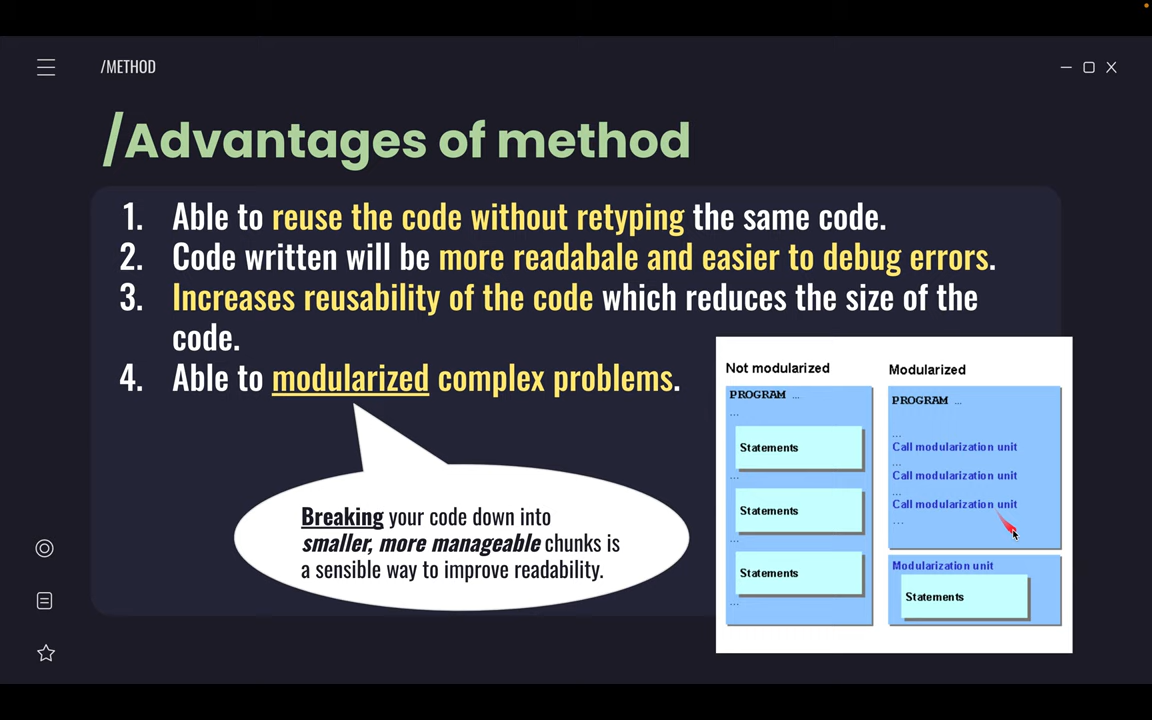 /METHOD
/Advantages of method
1. Able to reuse the code without retyping the same code.
2. Code written will be more readabale and easier to debug errors.
3. Increases reusability of the code which reduces the size of the
code.
4. Able to modularized complex problems.
Breaking your code down into
smaller, more manageable chunks is
a sensible way to improve readability.
Not modularized
PROGRAM ...
...
Statements
...
Statements
...
Statements
...
Modularized
PROGRAM ...
...
Call modularization unit
...
Call modularization unit
...
Call modularization unit
...
Modularization unit
Statements